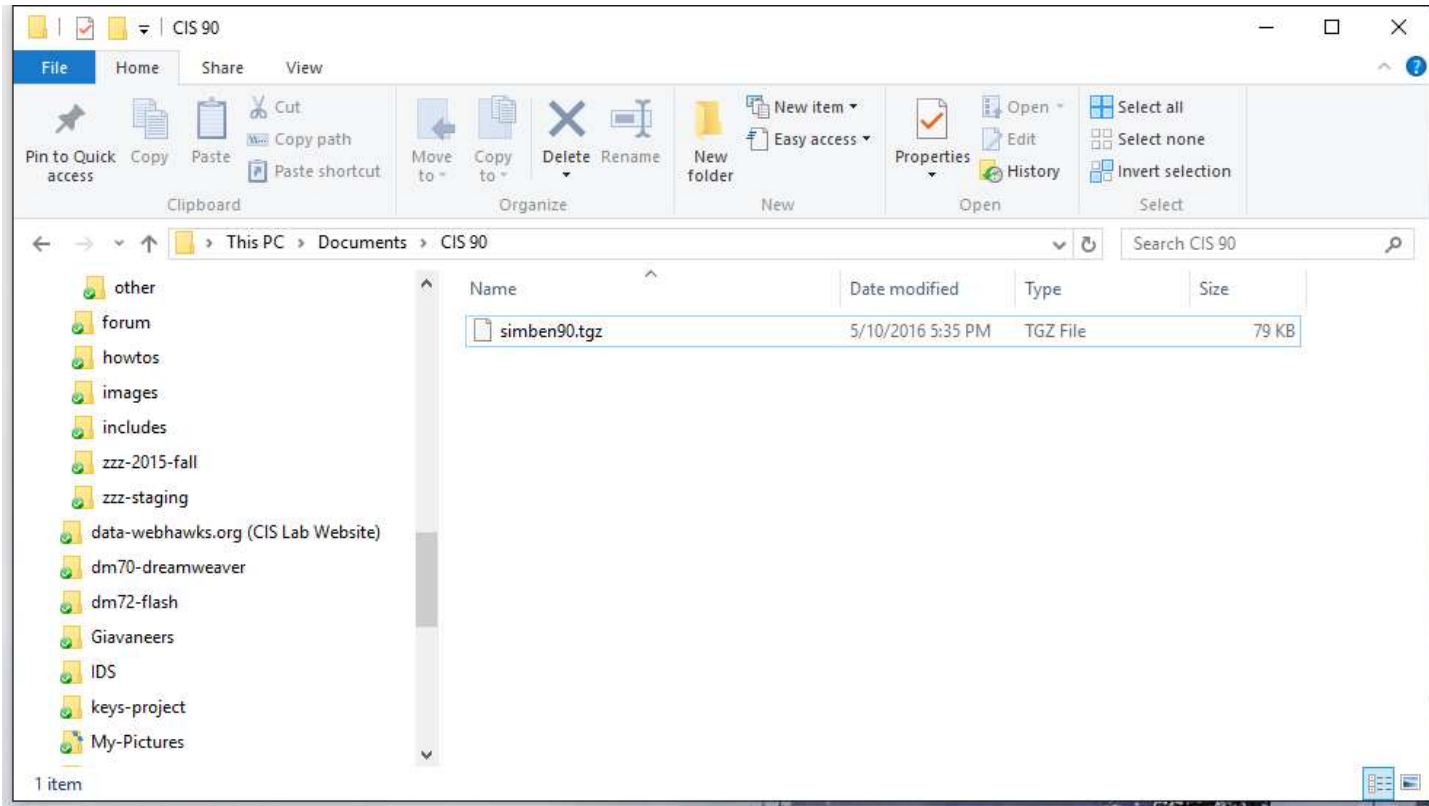 CIS 90
File Home Share View
Pin to Quick access
Copy
Paste
Cut
W... Copy path
Paste shortcut
Move to
Copy to
Delete
Rename
New folder
New item
Easy access
Properties
Open
Edit
History
Select all
Select none
Invert selection
Clipboard Organize New Open Select
This PC > Documents > CIS 90
Search CIS 90
other
forum
howtos
images
includes
zzz-2015-fall
zzz-staging
data-webhawks.org (CIS Lab Website)
dm70-dreamweaver
dm72-flash
Giavaneers
IDS
keys-project
My-Pictures
Name Date modified Type Size
simben90.tgz 5/10/2016 5:35 PM TGZ File 79 KB
1 item